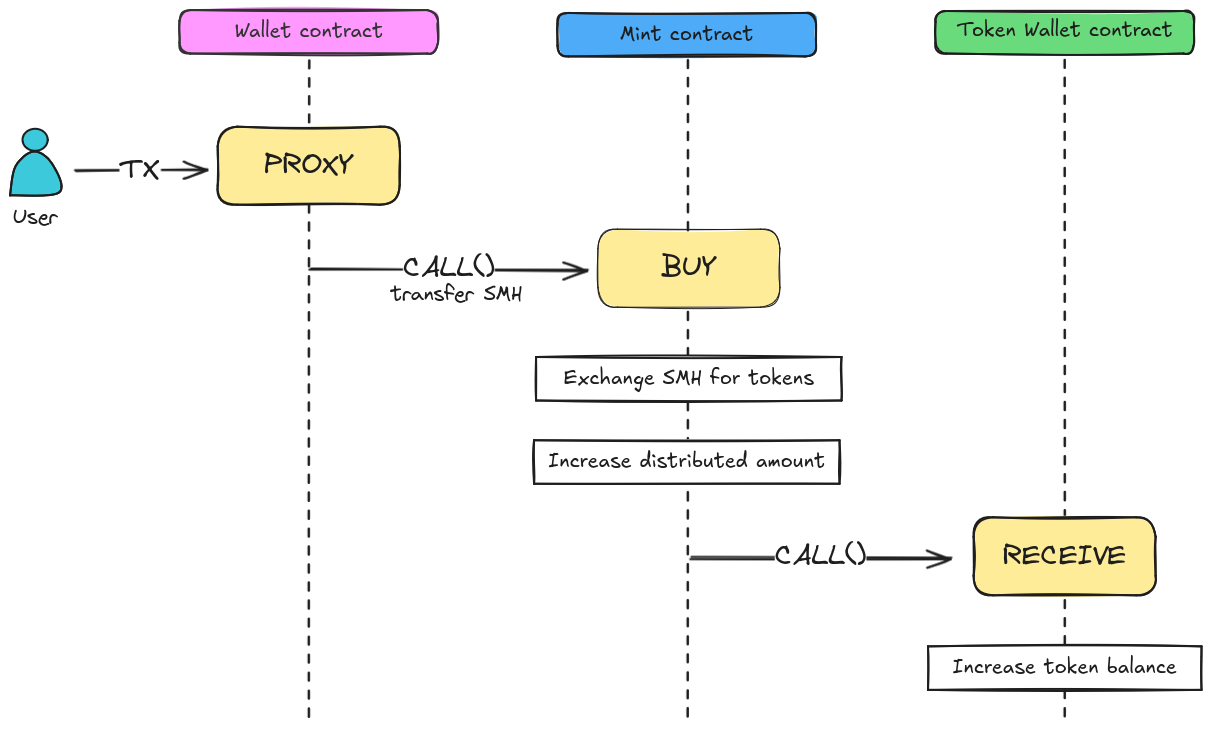 Wallet contract
Mint contract
Token Wallet contract
TX
PROXY
User
CALL()
transfer SMH
BUY
Exchange SMH for tokens
Increase distributed amount
CALL()
RECEIVE
Increase token balance